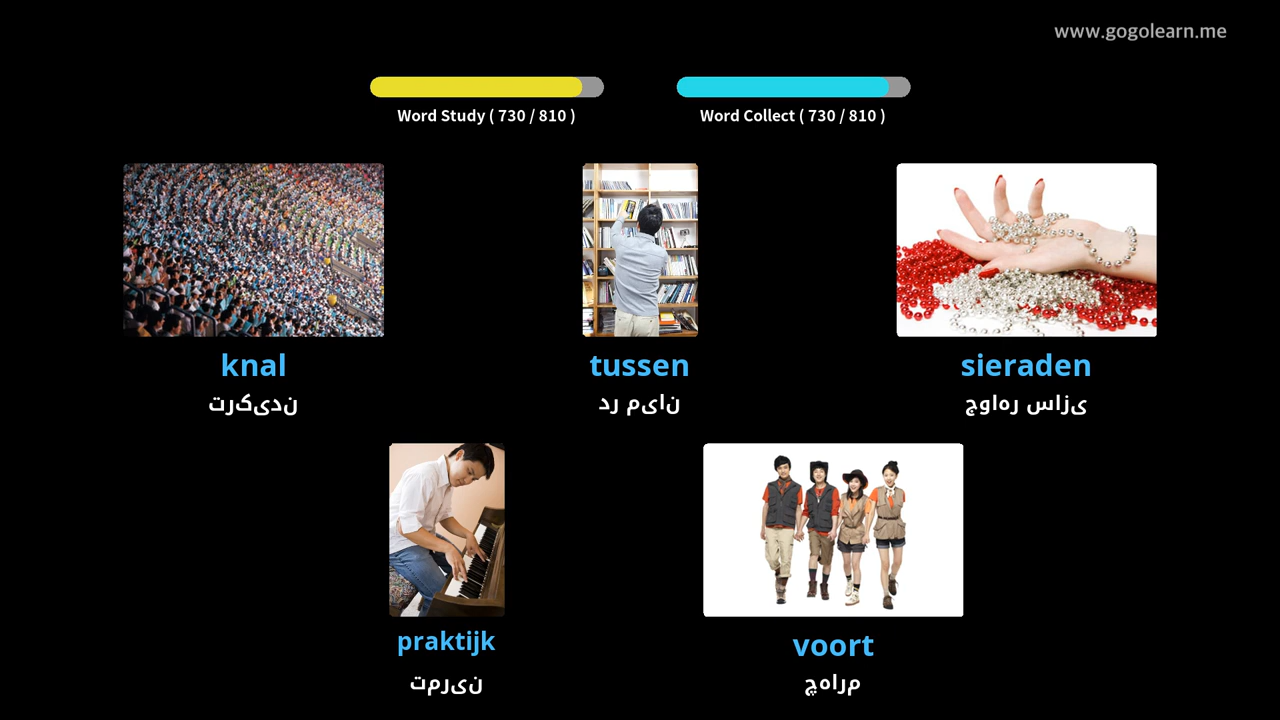 www.gogolearn.me
Word Study ( 730 / 810 )
Word Collect ( 730 / 810 )
knal
ترکیدن
tussen
در میان
sieraden
جواهر سازی
praktijk
تمرین
voort
چهارم